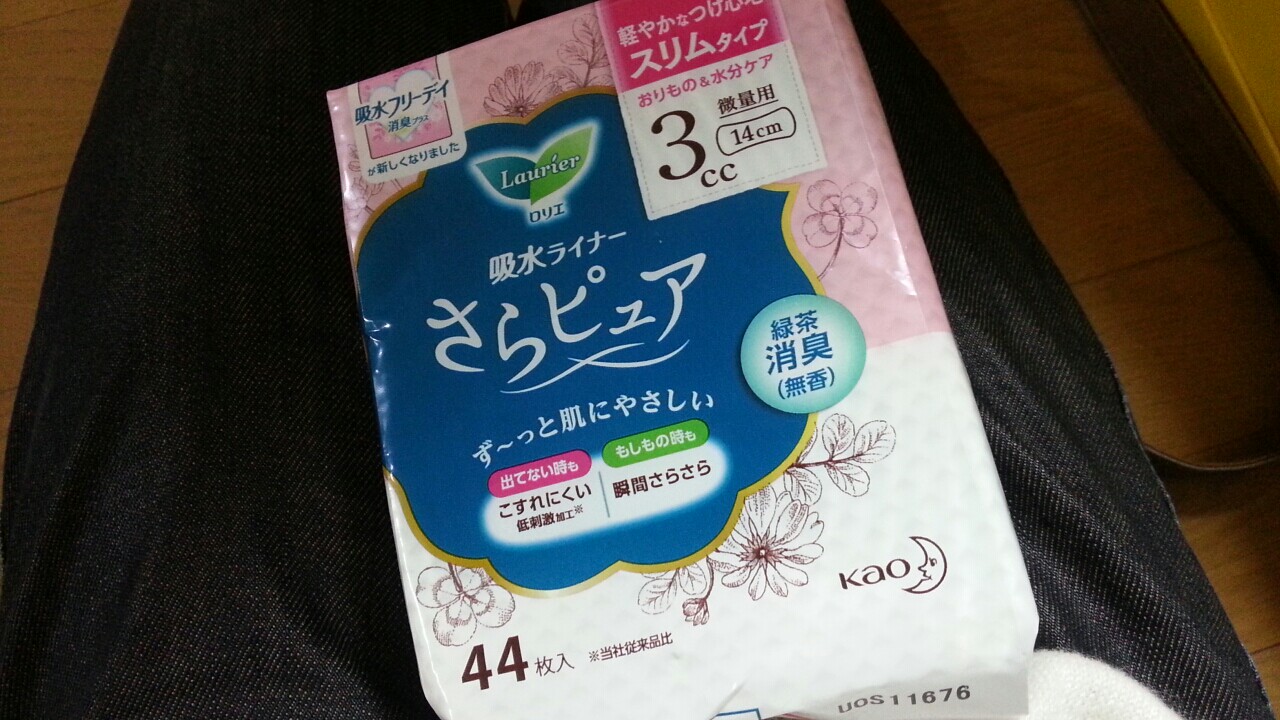 軽やかなつけ心地
スリムタイプ
おりもの&水分ケア
3cc
微量用
14cm
吸水フリーデイ
消臭プラス
が新しくなりました
Laurier
ロリエ
吸水ライナー
さらピュア
緑茶
消臭
(無香)
ず〜っと肌にやさしい
出てない時も
こすれにくい
低刺激加工※
もしもの時も
瞬間さらさら
Kao
44枚入
※当社従来品比
UOS11676